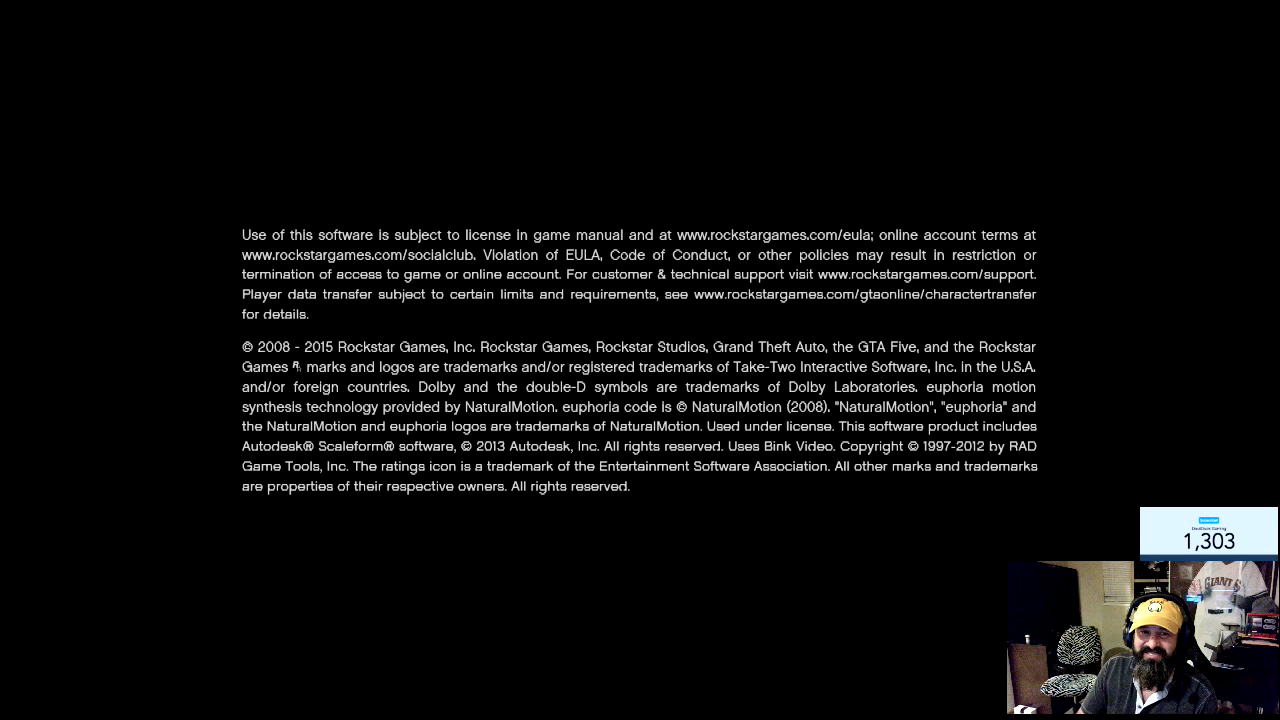 Use of this software is subject to license in game manual and at www.rockstargames.com/eula; online account terms at
www.rockstargames.com/socialclub. Violation of EULA, Code of Conduct, or other policies may result in restriction or
termination of access to game or online account. For customer & technical support visit www.rockstargames.com/support.
Player data transfer subject to certain limits and requirements, see www.rockstargames.com/gtaonline/charactertransfer
for details.
© 2008 - 2015 Rockstar Games, Inc. Rockstar Games, Rockstar Studios, Grand Theft Auto, the GTA Five, and the Rockstar
Games R* marks and logos are trademarks and/or registered trademarks of Take-Two Interactive Software, Inc. in the U.S.A.
and/or foreign countries. Dolby and the double-D symbols are trademarks of Dolby Laboratories. euphoria motion
synthesis technology provided by NaturalMotion. euphoria code is © NaturalMotion (2008). "NaturalMotion", "euphoria" and
the NaturalMotion and euphoria logos are trademarks of NaturalMotion. Used under license. This software product includes
Autodesk® Scaleform® software, © 2013 Autodesk, Inc. All rights reserved. Uses Bink Video. Copyright © 1997-2012 by RAD
Game Tools, Inc. The ratings icon is a trademark of the Entertainment Software Association. All other marks and trademarks
are properties of their respective owners. All rights reserved.
1,303
GIANTS